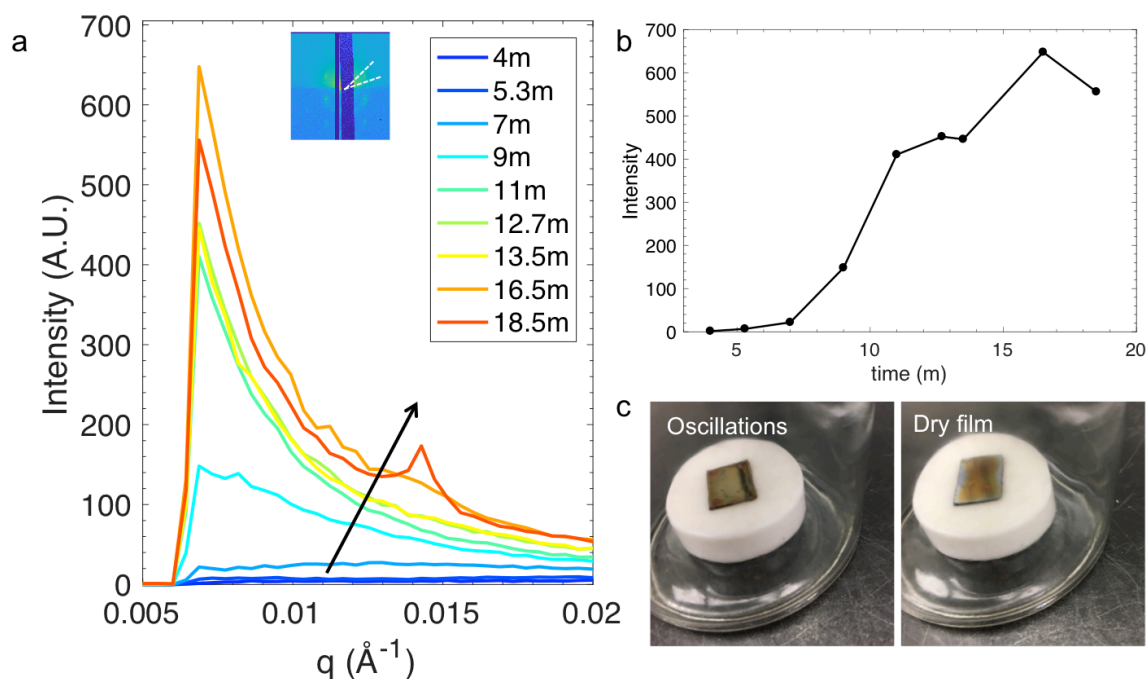 a
700
600
500
400
300
200
100
0
Intensity (A.U.)
0.005
0.01
0.015
0.02
q (Å⁻¹)
4m
5.3m
7m
9m
11m
12.7m
13.5m
16.5m
18.5m
b
700
600
500
400
300
200
100
0
Intensity
5
10
15
20
time (m)
c
Oscillations
Dry film